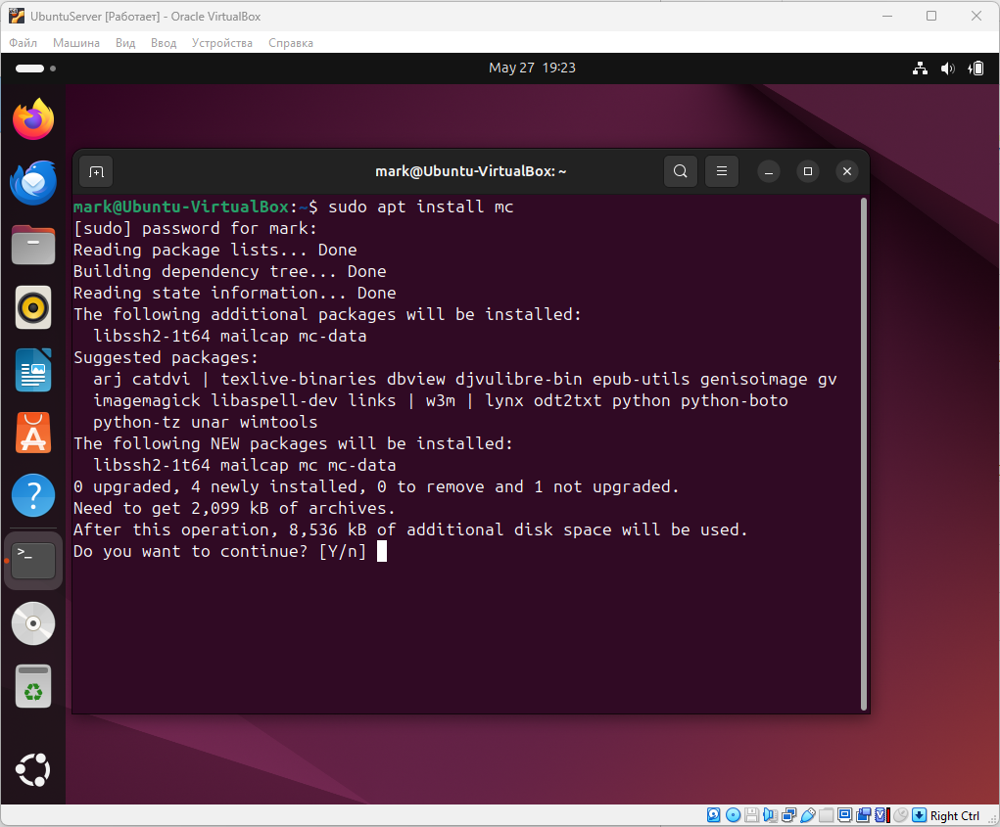 UbuntuServer [Работает] - Oracle VirtualBox
Файл Машина Вид Ввод Устройства Справка
May 27 19:23
mark@Ubuntu-VirtualBox: ~
mark@Ubuntu-VirtualBox:~$ sudo apt install mc
[sudo] password for mark:
Reading package lists... Done
Building dependency tree... Done
Reading state information... Done
The following additional packages will be installed:
  libssh2-1t64 mailcap mc-data
Suggested packages:
  arj catdvi | texlive-binaries dbview djvulibre-bin epub-utils genisoimage gv
  imagemagick libaspell-dev links | w3m | lynx odt2txt python python-boto
  python-tz unar wimtools
The following NEW packages will be installed:
  libssh2-1t64 mailcap mc mc-data
0 upgraded, 4 newly installed, 0 to remove and 1 not upgraded.
Need to get 2,099 kB of archives.
After this operation, 8,536 kB of additional disk space will be used.
Do you want to continue? [Y/n]
Right Ctrl